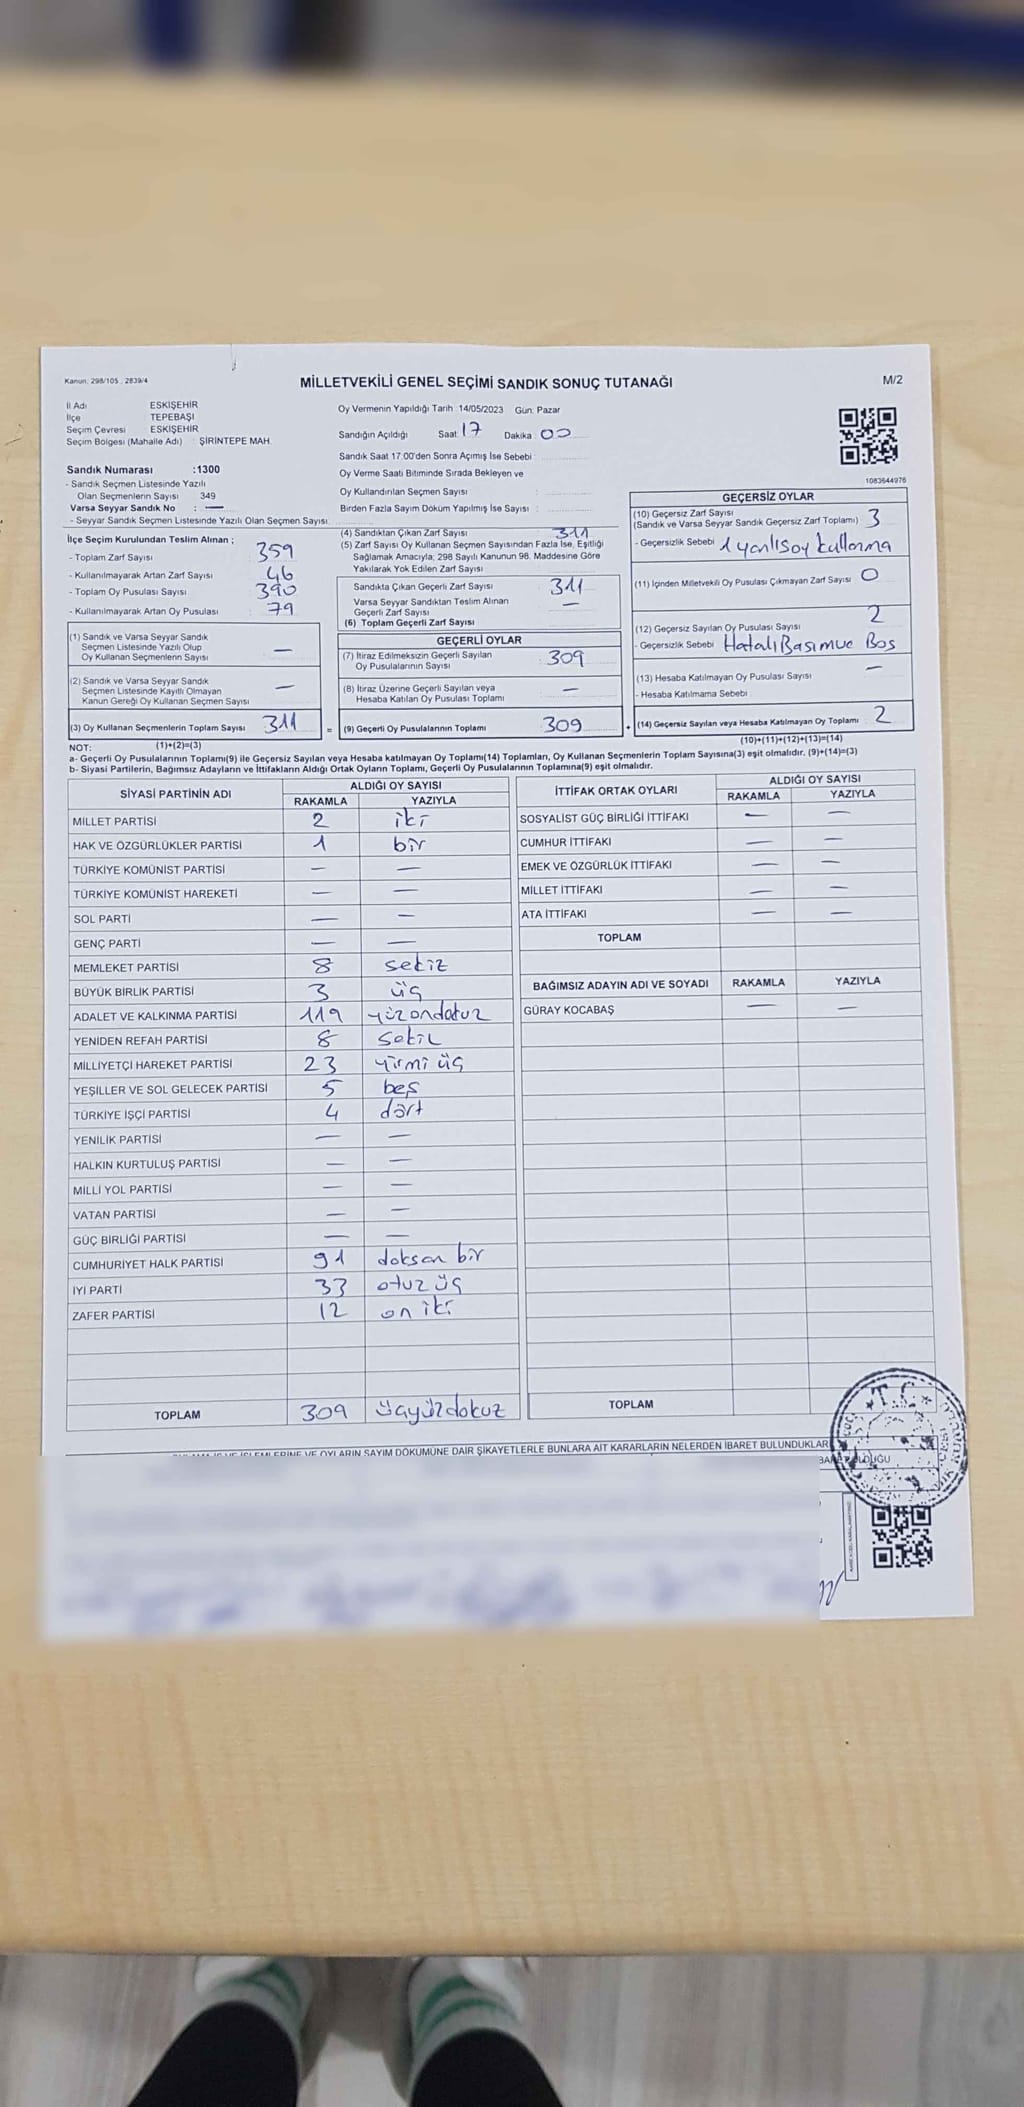 Kanun: 298/105 , 2839/4
MİLLETVEKİLİ GENEL SEÇİMİ SANDIK SONUÇ TUTANAĞI
M/2
İl Adı ESKİŞEHİR
İlçe TEPEBAŞI
Seçim Çevresi ESKİŞEHİR
Seçim Bölgesi (Mahalle Adı) : ŞİRİNTEPE MAH.
Sandık Numarası :1300
- Sandık Seçmen Listesinde Yazılı
Olan Seçmenlerin Sayısı 349
Varsa Seyyar Sandık No : —
- Seyyar Sandık Seçmen Listesinde Yazılı Olan Seçmen Sayısı
Oy Vermenin Yapıldığı Tarih :14/05/2023 Gün: Pazar
Sandığın Açıldığı Saat: 17 Dakika: 00
Sandık Saat 17:00'den Sonra Açımış İse Sebebi :
Oy Verme Saati Bitiminde Sırada Bekleyen ve
Oy Kullandırılan Seçmen Sayısı :
Birden Fazla Sayım Döküm Yapılmış İse Sayısı :
1083644976
İlçe Seçim Kurulundan Teslim Alınan ;
- Toplam Zarf Sayısı 359
- Kullanılmayarak Artan Zarf Sayısı 46
- Toplam Oy Pusulası Sayısı 390
- Kullanılmayarak Artan Oy Pusulası 79
(1) Sandık ve Varsa Seyyar Sandık
Seçmen Listesinde Yazılı Olup
Oy Kullanan Seçmenlerin Sayısı —
(2) Sandık ve Varsa Seyyar Sandık
Seçmen Listesinde Kayıtlı Olmayan
Kanun Gereği Oy Kullanan Seçmen Sayısı —
(3) Oy Kullanan Seçmenlerin Toplam Sayısı 311 =
(4) Sandıktan Çıkan Zarf Sayısı 311
(5) Zarf Sayısı Oy Kullanan Seçmen Sayısından Fazla İse, Eşitliği
Sağlamak Amacıyla, 298 Sayılı Kanunun 98. Maddesine Göre
Yakılarak Yok Edilen Zarf Sayısı
Sandıkta Çıkan Geçerli Zarf Sayısı 311
Varsa Seyyar Sandıktan Teslim Alınan
Geçerli Zarf Sayısı —
(6) Toplam Geçerli Zarf Sayısı
GEÇERLİ OYLAR
(7) İtiraz Edilmeksizin Geçerli Sayılan
Oy Pusulalarının Sayısı 309
(8) İtiraz Üzerine Geçerli Sayılan veya
Hesaba Katılan Oy Pusulası Toplamı —
(9) Geçerli Oy Pusulalarının Toplamı 309 +
GEÇERSİZ OYLAR
(10) Geçersiz Zarf Sayısı 3
(Sandık ve Varsa Seyyar Sandık Geçersiz Zarf Toplamı)
- Geçersizlik Sebebi 1 yanlıSoy kullanma
(11) İçinden Milletvekili Oy Pusulası Çıkmayan Zarf Sayısı 0
(12) Geçersiz Sayılan Oy Pusulası Sayısı 2
- Geçersizlik Sebebi Hatalı Basımve Boş
(13) Hesaba Katılmayan Oy Pusulası Sayısı —
- Hesaba Katılmama Sebebi
(14) Geçersiz Sayılan veya Hesaba Katılmayan Oy Toplamı 2
NOT: (1)+(2)=(3)
(10)+(11)+(12)+(13)=(14)
a- Geçerli Oy Pusulalarının Toplamı(9) ile Geçersiz Sayılan veya Hesaba katılmayan Oy Toplamı(14) Toplamları, Oy Kullanan Seçmenlerin Toplam Sayısına(3) eşit olmalıdır. (9)+(14)=(3)
b- Siyasi Partilerin, Bağımsız Adayların ve İttifakların Aldığı Ortak Oyların Toplamı, Geçerli Oy Pusulalarının Toplamına(9) eşit olmalıdır.
SİYASİ PARTİNİN ADI ALDIĞI OY SAYISI
RAKAMLA YAZIYLA
MİLLET PARTİSİ 2 iki
HAK VE ÖZGÜRLÜKLER PARTİSİ 1 bir
TÜRKİYE KOMÜNİST PARTİSİ — —
TÜRKİYE KOMÜNİST HAREKETİ — —
SOL PARTİ — —
GENÇ PARTİ — —
MEMLEKET PARTİSİ 8 sekiz
BÜYÜK BİRLİK PARTİSİ 3 üç
ADALET VE KALKINMA PARTİSİ 119 yüzondokuz
YENİDEN REFAH PARTİSİ 8 sekiz
MİLLİYETÇİ HAREKET PARTİSİ 23 yirmi üç
YEŞİLLER VE SOL GELECEK PARTİSİ 5 beş
TÜRKİYE İŞÇİ PARTİSİ 4 dört
YENİLİK PARTİSİ — —
HALKIN KURTULUŞ PARTİSİ — —
MİLLİ YOL PARTİSİ — —
VATAN PARTİSİ — —
GÜÇ BİRLİĞİ PARTİSİ — —
CUMHURİYET HALK PARTİSİ 91 doksan bir
İYİ PARTİ 33 otuz üç
ZAFER PARTİSİ 12 on iki
TOPLAM 309 üçyüzdokuz
İTTİFAK ORTAK OYLARI ALDIĞI OY SAYISI
RAKAMLA YAZIYLA
SOSYALİST GÜÇ BİRLİĞİ İTTİFAKI — —
CUMHUR İTTİFAKI — —
EMEK VE ÖZGÜRLÜK İTTİFAKI — —
MİLLET İTTİFAKI — —
ATA İTTİFAKI — —
TOPLAM
BAĞIMSIZ ADAYIN ADI VE SOYADI RAKAMLA YAZIYLA
GÜRAY KOCABAŞ — —
TOPLAM
VE OYLARIN SAYIM DÖKÜMÜNE DAİR ŞİKAYETLERLE BUNLARA AİT KARARLARIN NELERDEN İBARET BULUNDUKLAR
T.C.